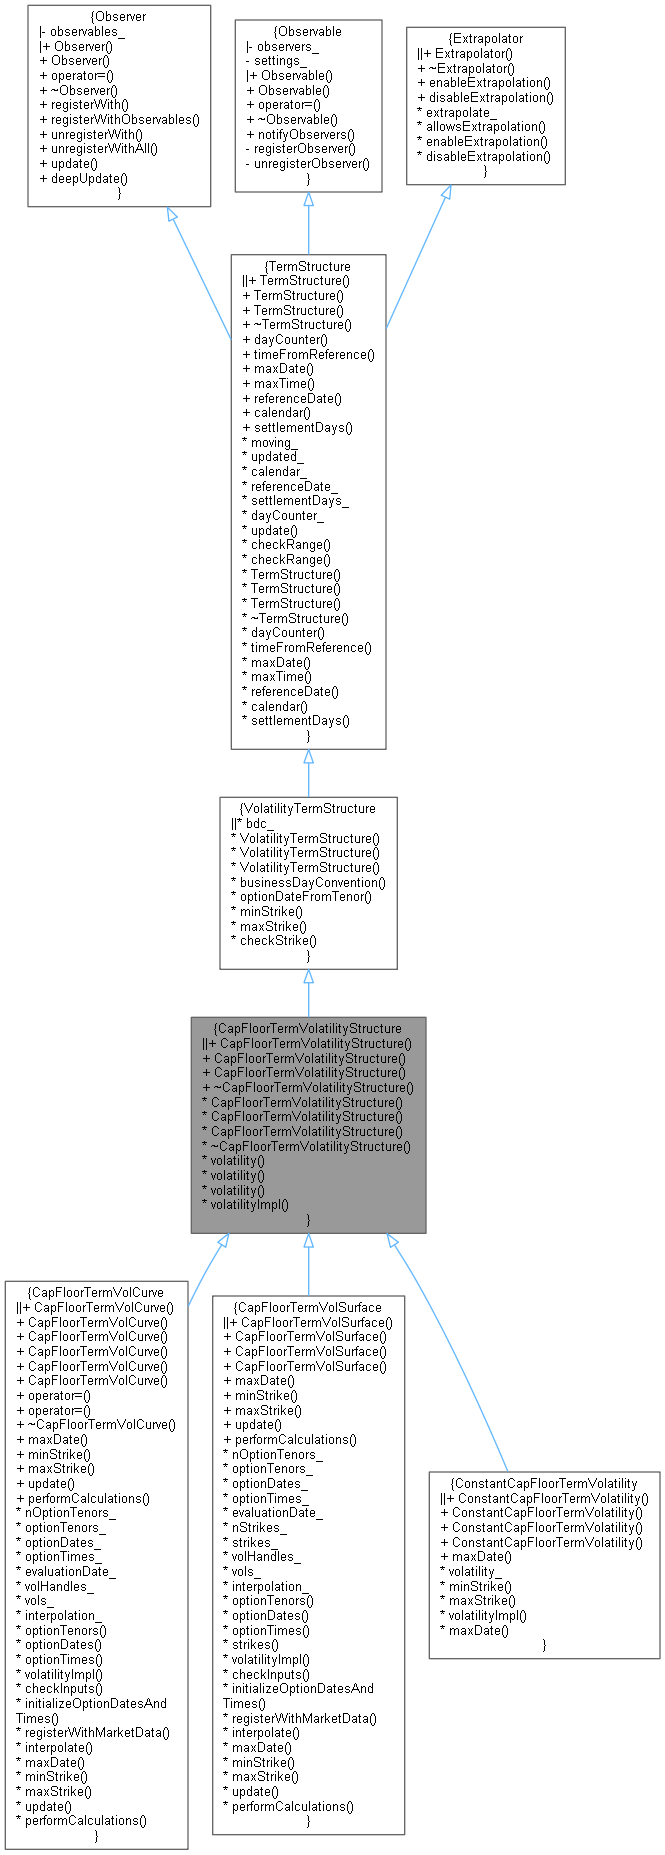 {Observer
|- observables_
|+ Observer()
+ Observer()
+ operator=()
+ ~Observer()
+ registerWith()
+ registerWithObservables()
+ unregisterWith()
+ unregisterWithAll()
+ update()
+ deepUpdate()
}
{Observable
|- observers_
- settings_
|+ Observable()
+ Observable()
+ operator=()
+ ~Observable()
+ notifyObservers()
- registerObserver()
- unregisterObserver()
}
{Extrapolator
||+ Extrapolator()
+ ~Extrapolator()
+ enableExtrapolation()
+ disableExtrapolation()
* extrapolate_
* allowsExtrapolation()
* enableExtrapolation()
* disableExtrapolation()
}
{TermStructure
||+ TermStructure()
+ TermStructure()
+ TermStructure()
+ ~TermStructure()
+ dayCounter()
+ timeFromReference()
+ maxDate()
+ maxTime()
+ referenceDate()
+ calendar()
+ settlementDays()
* moving_
* updated_
* calendar_
* referenceDate_
* settlementDays_
* dayCounter_
* update()
* checkRange()
* checkRange()
* TermStructure()
* TermStructure()
* TermStructure()
* ~TermStructure()
* dayCounter()
* timeFromReference()
* maxDate()
* maxTime()
* referenceDate()
* calendar()
* settlementDays()
}
{VolatilityTermStructure
||* bdc_
* VolatilityTermStructure()
* VolatilityTermStructure()
* VolatilityTermStructure()
* businessDayConvention()
* optionDateFromTenor()
* minStrike()
* maxStrike()
* checkStrike()
}
{CapFloorTermVolatilityStructure
||+ CapFloorTermVolatilityStructure()
+ CapFloorTermVolatilityStructure()
+ CapFloorTermVolatilityStructure()
+ ~CapFloorTermVolatilityStructure()
* CapFloorTermVolatilityStructure()
* CapFloorTermVolatilityStructure()
* CapFloorTermVolatilityStructure()
* ~CapFloorTermVolatilityStructure()
* volatility()
* volatility()
* volatility()
* volatilityImpl()
}
{CapFloorTermVolCurve
||+ CapFloorTermVolCurve()
+ CapFloorTermVolCurve()
+ CapFloorTermVolCurve()
+ CapFloorTermVolCurve()
+ CapFloorTermVolCurve()
+ CapFloorTermVolCurve()
+ operator=()
+ operator=()
+ ~CapFloorTermVolCurve()
+ maxDate()
+ minStrike()
+ maxStrike()
+ update()
+ performCalculations()
* nOptionTenors_
* optionTenors_
* optionDates_
* optionTimes_
* evaluationDate_
* volHandles_
* vols_
* interpolation_
* optionTenors()
* optionDates()
* optionTimes()
* volatilityImpl()
* checkInputs()
* initializeOptionDatesAnd
Times()
* registerWithMarketData()
* interpolate()
* maxDate()
* minStrike()
* maxStrike()
* update()
* performCalculations()
}
{CapFloorTermVolSurface
||+ CapFloorTermVolSurface()
+ CapFloorTermVolSurface()
+ CapFloorTermVolSurface()
+ CapFloorTermVolSurface()
+ maxDate()
+ minStrike()
+ maxStrike()
+ update()
+ performCalculations()
* nOptionTenors_
* optionTenors_
* optionDates_
* optionTimes_
* evaluationDate_
* nStrikes_
* strikes_
* volHandles_
* vols_
* interpolation_
* optionTenors()
* optionDates()
* optionTimes()
* strikes()
* volatilityImpl()
* checkInputs()
* initializeOptionDatesAnd
Times()
* registerWithMarketData()
* interpolate()
* maxDate()
* minStrike()
* maxStrike()
* update()
* performCalculations()
}
{ConstantCapFloorTermVolatility
||+ ConstantCapFloorTermVolatility()
+ ConstantCapFloorTermVolatility()
+ ConstantCapFloorTermVolatility()
+ ConstantCapFloorTermVolatility()
+ maxDate()
* volatility_
* minStrike()
* maxStrike()
* volatilityImpl()
* maxDate()
}